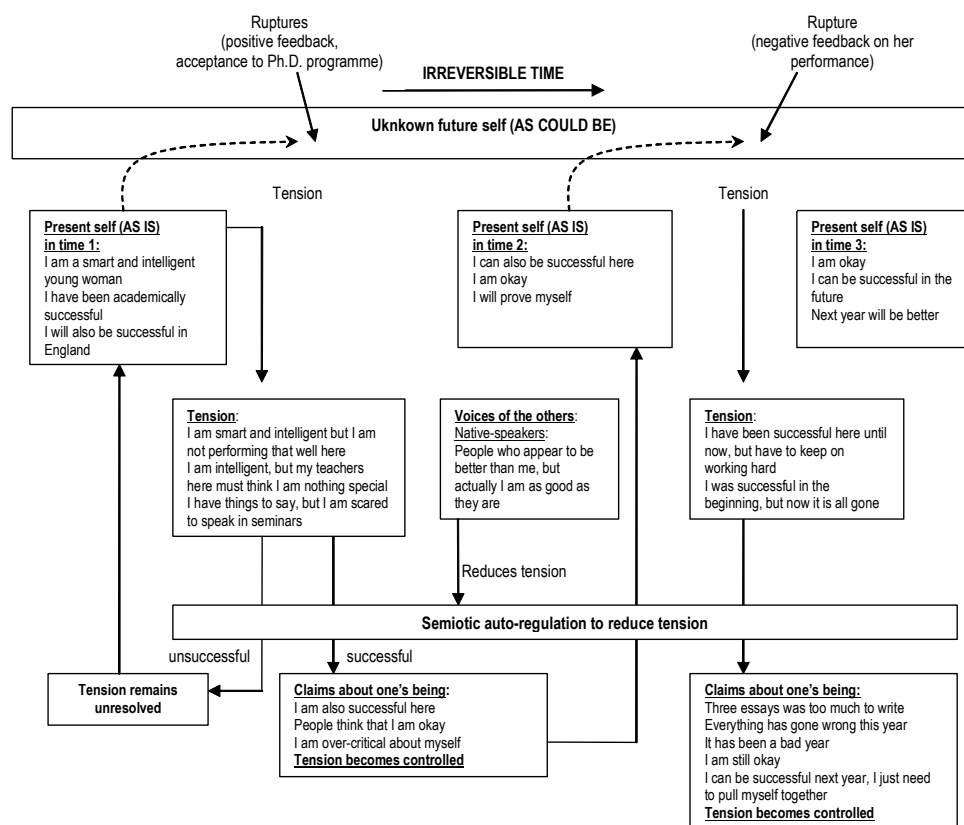 Ruptures
(positive feedback,
acceptance to Ph.D. programme)
Rupture
(negative feedback on her
performance)
IRREVERSIBLE TIME
Uknkown future self (AS COULD BE)
Tension
Tension
Present self (AS IS)
in time 1:
I am a smart and intelligent
young woman
I have been academically
successful
I will also be successful in
England
Present self (AS IS)
in time 2:
I can also be successful here
I am okay
I will prove myself
Present self (AS IS)
in time 3:
I am okay
I can be successful in the
future
Next year will be better
Tension:
I am smart and intelligent but I am
not performing that well here
I am intelligent, but my teachers
here must think I am nothing special
I have things to say, but I am scared
to speak in seminars
Voices of the others:
Native-speakers:
People who appear to be
better than me, but
actually I am as good as
they are
Tension:
I have been successful here until
now, but have to keep on
working hard
I was successful in the
beginning, but now it is all gone
Reduces tension
Semiotic auto-regulation to reduce tension
unsuccessful
successful
Tension remains
unresolved
Claims about one's being:
I am also successful here
People think that I am okay
I am over-critical about myself
Tension becomes controlled
Claims about one's being:
Three essays was too much to write
Everything has gone wrong this year
It has been a bad year
I am still okay
I can be successful next year, I just need
to pull myself together
Tension becomes controlled